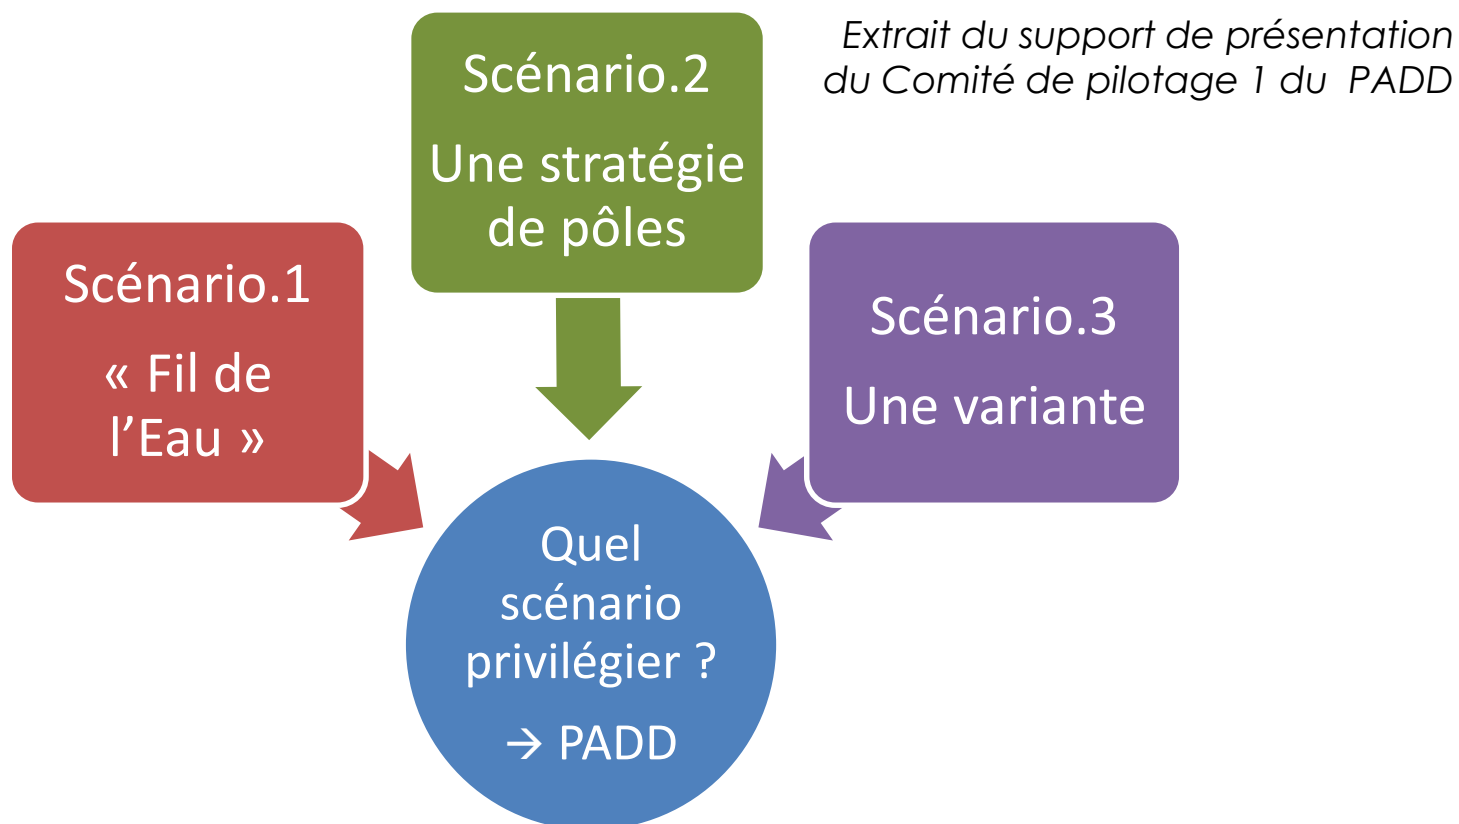 Extrait du support de présentation
du Comité de pilotage 1 du PADD
Scénario.1
« Fil de
l’Eau »
Scénario.2
Une stratégie
de pôles
Scénario.3
Une variante
Quel
scénario
privilégier ?
→ PADD